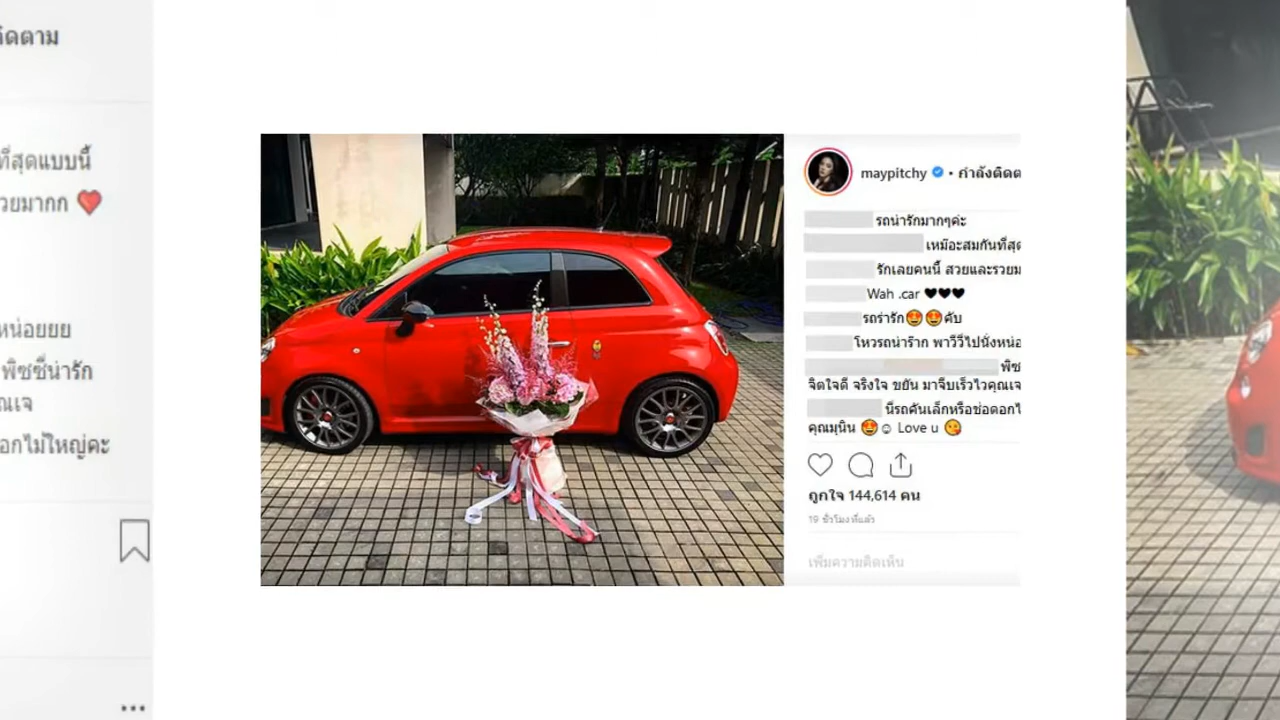 ติดตาม
ที่สุดแบบนี้
วยมากก ❤️
หน่อยยย
พิชชี่น่ารัก
ณเจ
อกไม้ใหญ่คะ
maypitchy • กำลังติดต
รถน่ารักมากๆค่ะ
เหมือะสมกันที่สุด
รักเลยคนนี้ สวยและรวยม
Wah .car 🖤🖤🖤
รถร่ารัก🤩🤩คับ
โหวรถน่าร๊าก พาวีวี่ไปนั่งหน่อ
พิช
จิตใจดี จริงใจ ขยัน มาจีบเร็วไวคุณเจ
นี่รถคันเล็กหรือช่อดอกไ
คุณมุนิน 🤩☺ Love u 😘
ถูกใจ 144,614 คน
19 ชั่วโมงที่แล้ว
เพิ่มความคิดเห็น